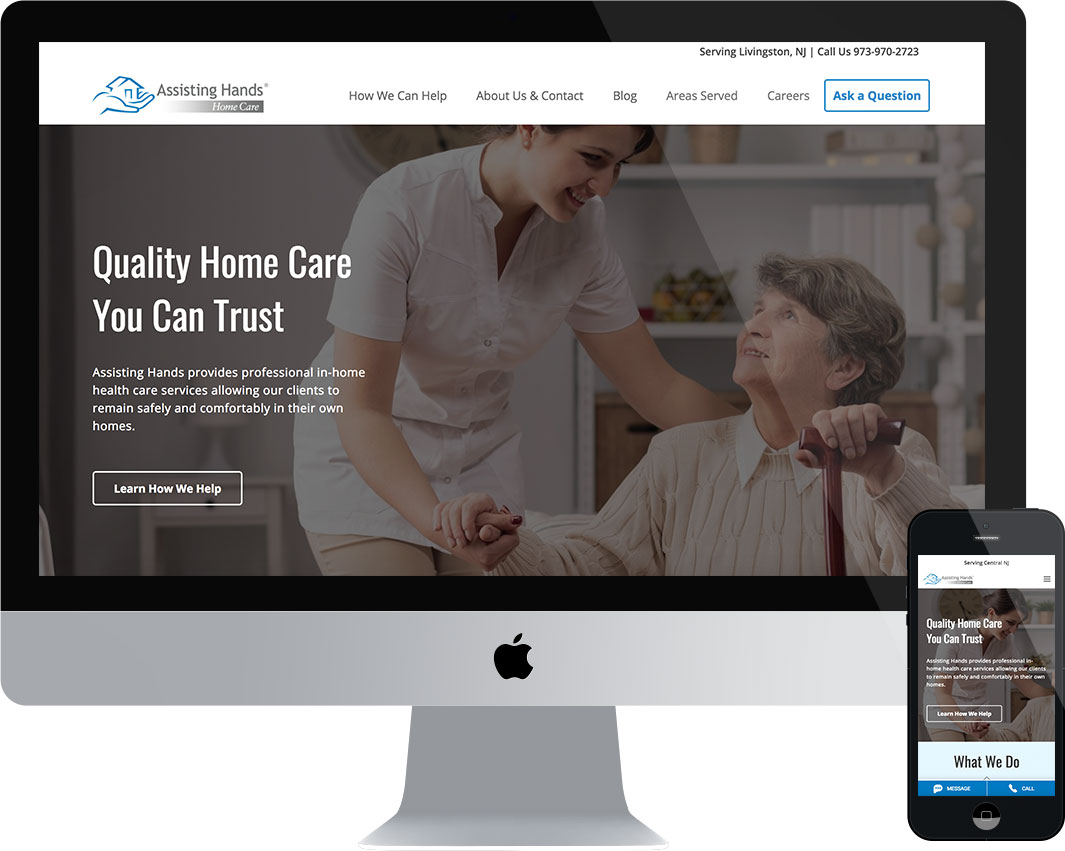 Serving Livingston, NJ | Call Us 973-970-2723
Assisting Hands®
Home Care
How We Can Help
About Us & Contact
Blog
Areas Served
Careers
Ask a Question
Quality Home Care
You Can Trust
Assisting Hands provides professional in-home
health care services allowing our clients to
remain safely and comfortably in their own
homes.
Learn How We Help
Serving Central NJ
Assisting Hands
Home Care
Quality Home Care
You Can Trust
Assisting Hands provides professional in-
home health care services allowing our clients
to remain safely and comfortably in their own
homes.
Learn How We Help
What We Do
MESSAGE
CALL